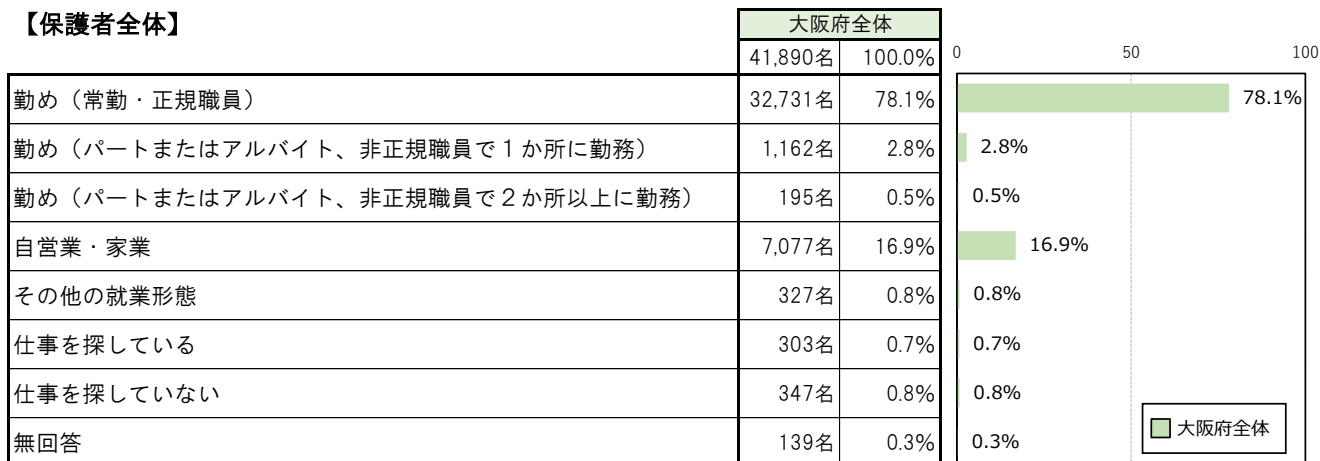 【保護者全体】
大阪府全体
41,890名 100.0%
0 50 100
勤め（常勤・正規職員） 32,731名 78.1% 78.1%
勤め（パートまたはアルバイト、非正規職員で１か所に勤務） 1,162名 2.8% 2.8%
勤め（パートまたはアルバイト、非正規職員で２か所以上に勤務） 195名 0.5% 0.5%
自営業・家業 7,077名 16.9% 16.9%
その他の就業形態 327名 0.8% 0.8%
仕事を探している 303名 0.7% 0.7%
仕事を探していない 347名 0.8% 0.8%
無回答 139名 0.3% 0.3%
大阪府全体